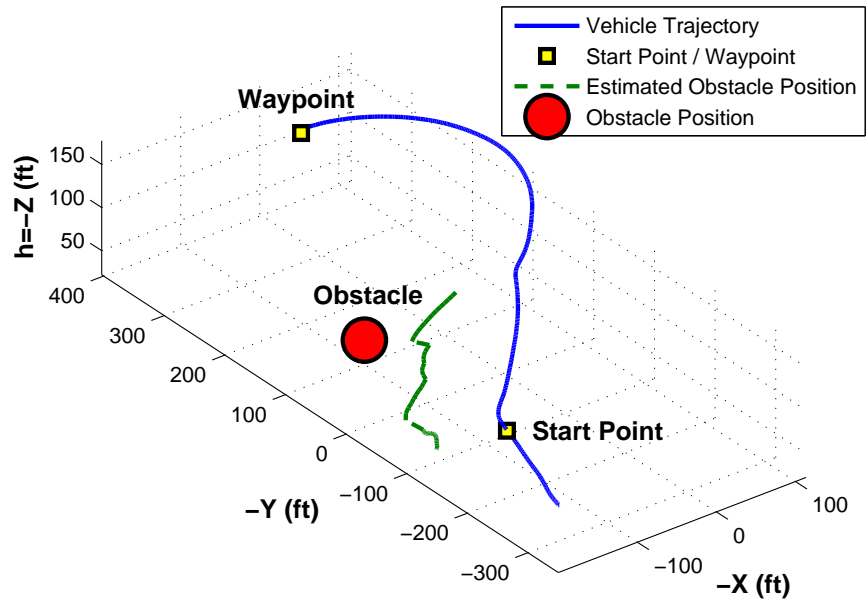 Vehicle Trajectory
Start Point / Waypoint
Estimated Obstacle Position
Obstacle Position
Waypoint
Obstacle
Start Point
h=−Z (ft)
150
100
50
400
300
200
100
0
−100
−200
−300
−Y (ft)
−100
0
100
−X (ft)